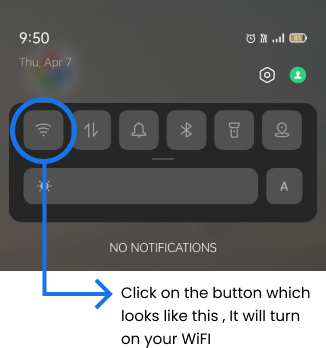 9:50
Thu, Apr 7
A
NO NOTIFICATIONS
Click on the button which
looks like this , It will turn
on your WiFI